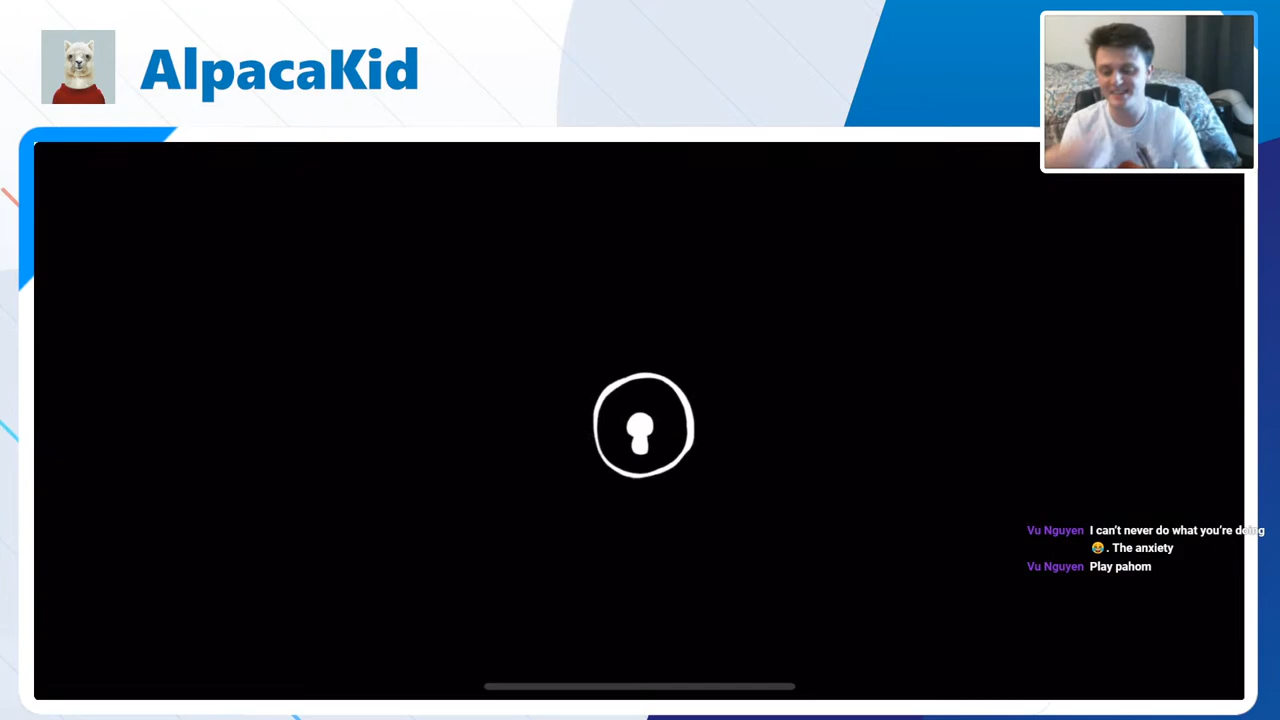 AlpacaKid
Vu Nguyen I can't never do what you're doing
😂. The anxiety
Vu Nguyen Play pahom